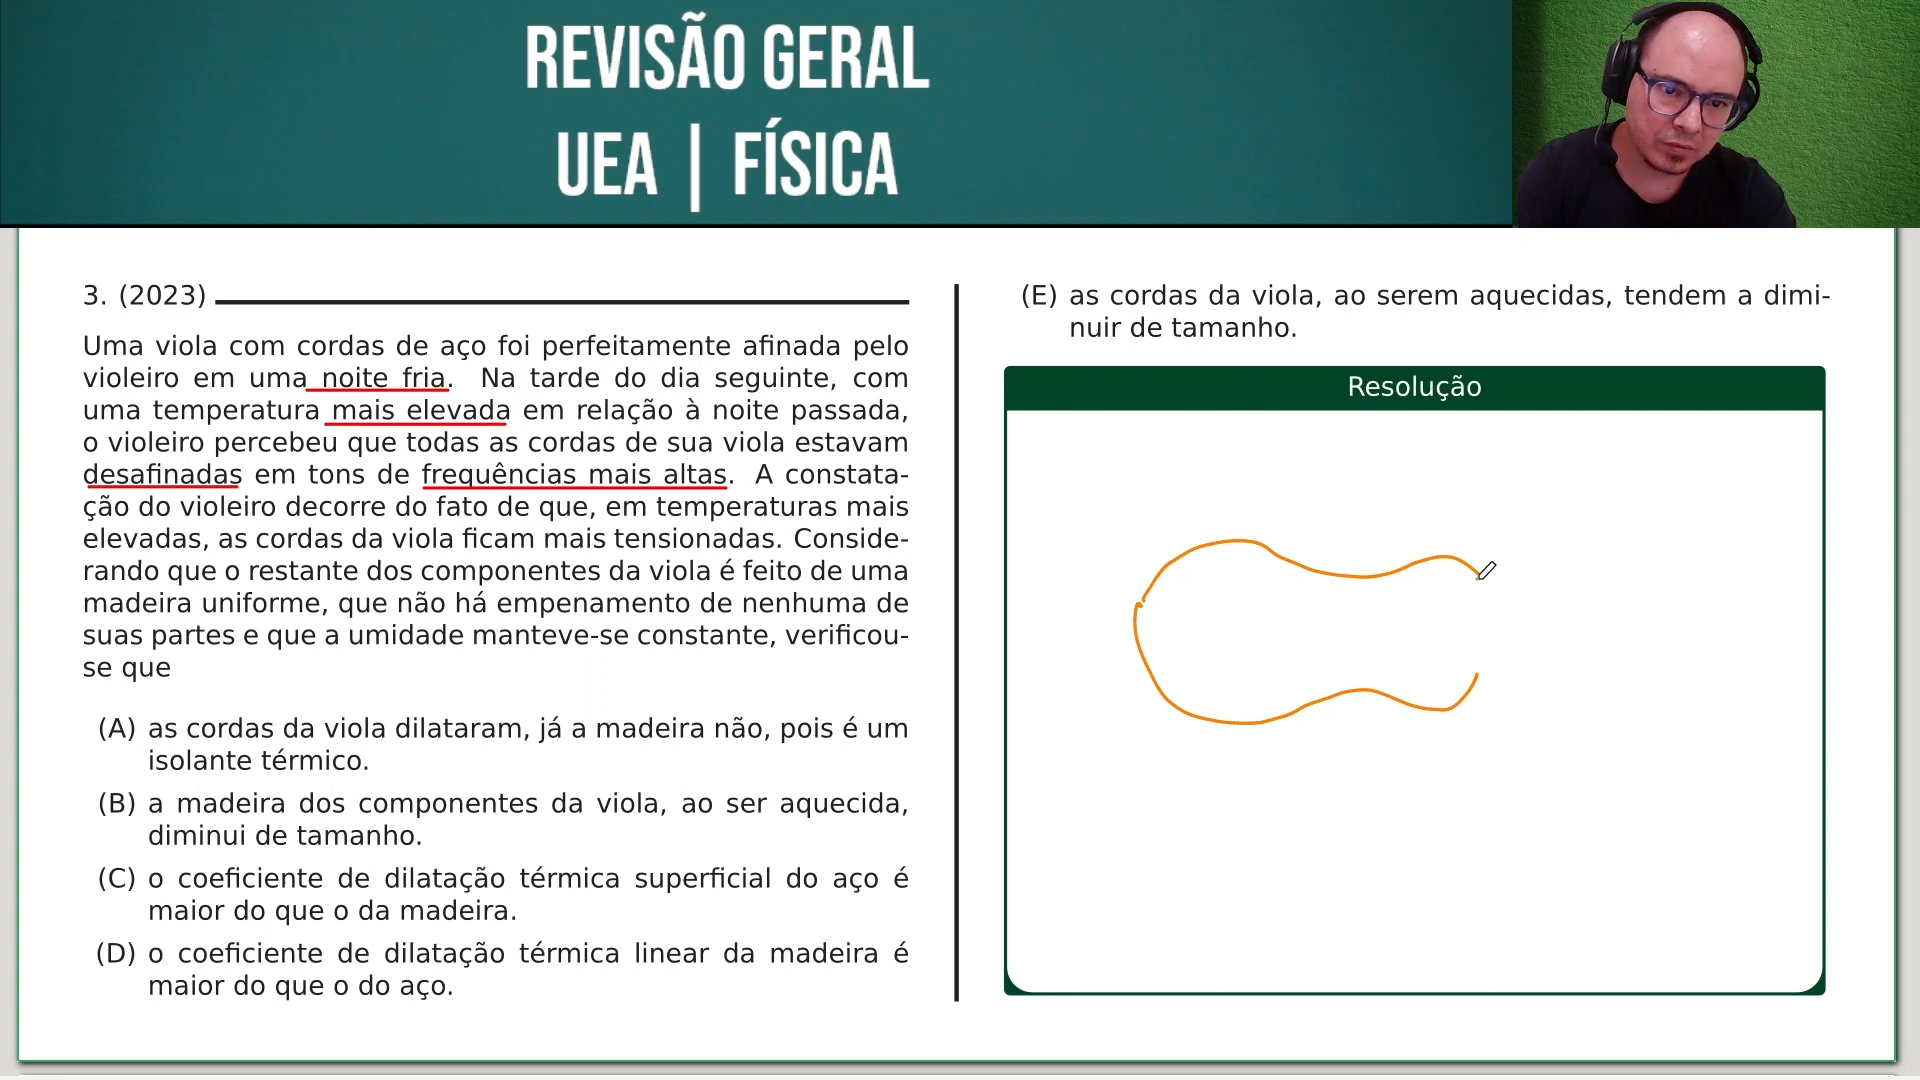 REVISÃO GERAL
UEA | FÍSICA
3. (2023)
Uma viola com cordas de aço foi perfeitamente afinada pelo
violeiro em uma noite fria. Na tarde do dia seguinte, com
uma temperatura mais elevada em relação à noite passada,
o violeiro percebeu que todas as cordas de sua viola estavam
desafinadas em tons de frequências mais altas. A constata-
ção do violeiro decorre do fato de que, em temperaturas mais
elevadas, as cordas da viola ficam mais tensionadas. Conside-
rando que o restante dos componentes da viola é feito de uma
madeira uniforme, que não há empenamento de nenhuma de
suas partes e que a umidade manteve-se constante, verificou-
se que
(A) as cordas da viola dilataram, já a madeira não, pois é um
isolante térmico.
(B) a madeira dos componentes da viola, ao ser aquecida,
diminui de tamanho.
(C) o coeficiente de dilatação térmica superficial do aço é
maior do que o da madeira.
(D) o coeficiente de dilatação térmica linear da madeira é
maior do que o do aço.
(E) as cordas da viola, ao serem aquecidas, tendem a dimi-
nuir de tamanho.
Resolução